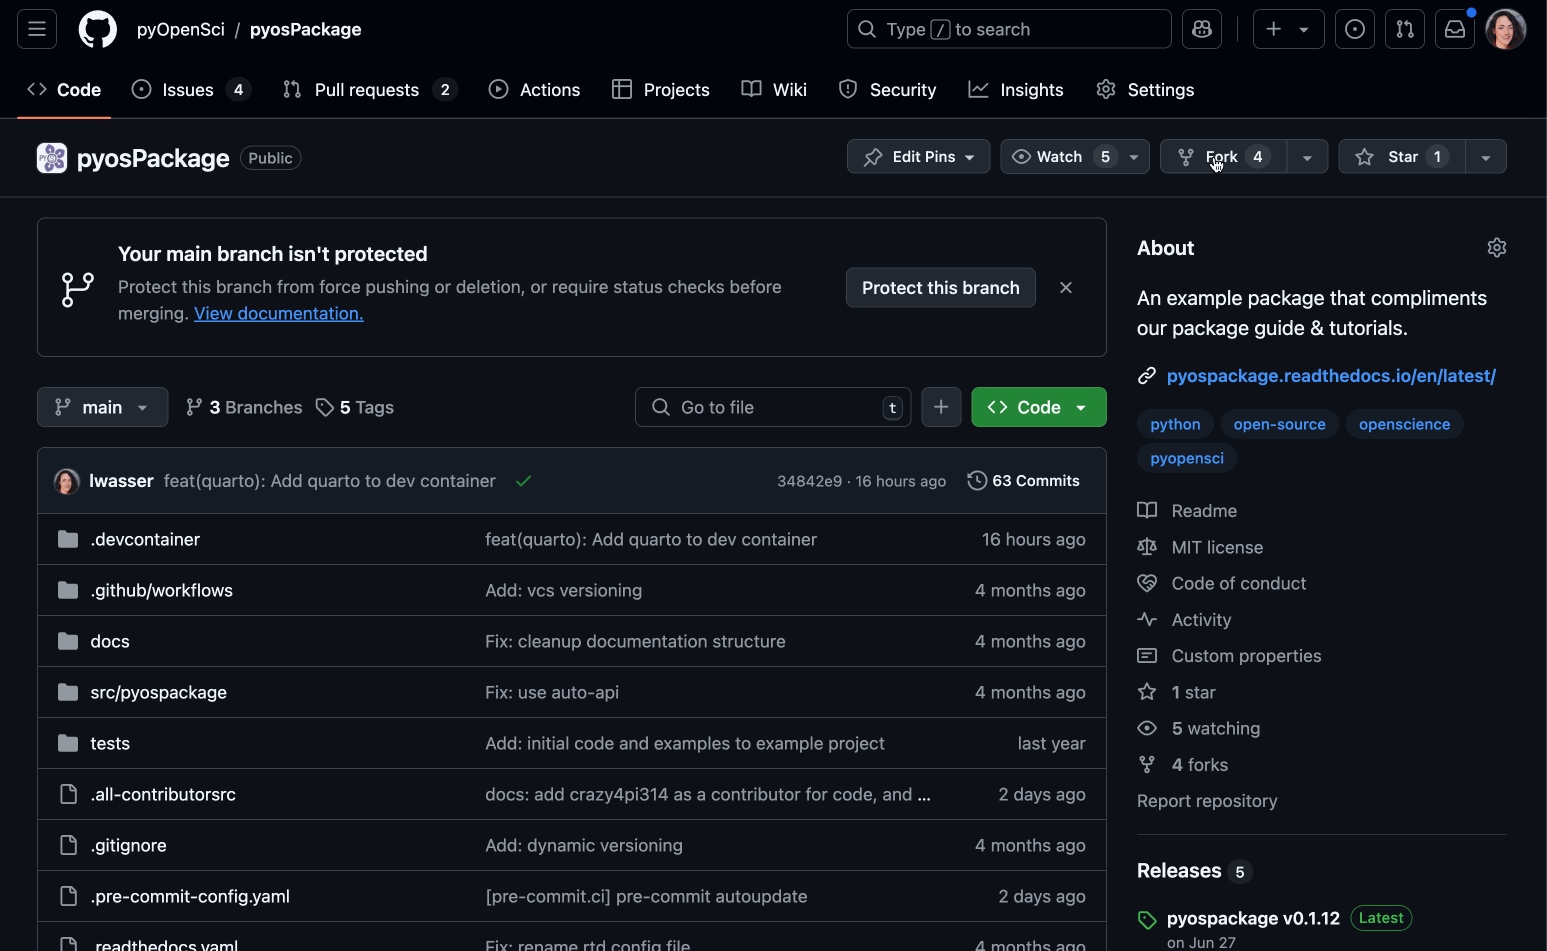 pyOpenSci / pyosPackage
Type / to search
Code
Issues 4
Pull requests 2
Actions
Projects
Wiki
Security
Insights
Settings
pyosPackage Public
Edit Pins
Watch 5
Fork 4
Star 1
Your main branch isn't protected
Protect this branch from force pushing or deletion, or require status checks before
merging. View documentation.
Protect this branch
main
3 Branches
5 Tags
Go to file t
Code
lwasser feat(quarto): Add quarto to dev container
34842e9 · 16 hours ago
63 Commits
.devcontainer feat(quarto): Add quarto to dev container 16 hours ago
.github/workflows Add: vcs versioning 4 months ago
docs Fix: cleanup documentation structure 4 months ago
src/pyospackage Fix: use auto-api 4 months ago
tests Add: initial code and examples to example project last year
.all-contributorsrc docs: add crazy4pi314 as a contributor for code, and ... 2 days ago
.gitignore Add: dynamic versioning 4 months ago
.pre-commit-config.yaml [pre-commit.ci] pre-commit autoupdate 2 days ago
.readthedocs.yaml Fix: rename rtd config file 4 months ago
About
An example package that compliments
our package guide & tutorials.
pyospackage.readthedocs.io/en/latest/
python open-source openscience
pyopensci
Readme
MIT license
Code of conduct
Activity
Custom properties
1 star
5 watching
4 forks
Report repository
Releases 5
pyospackage v0.1.12 Latest
on Jun 27